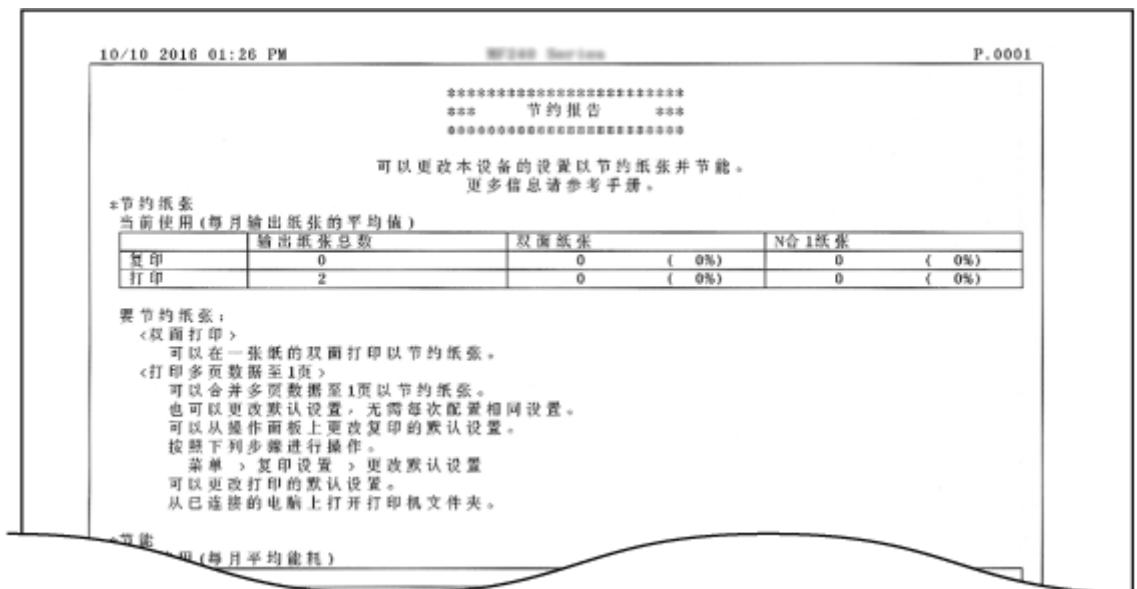 10/10 2016 01:26 PM P.0001
************************
*** 节约报告 ***
************************
可以更改本设备的设置以节约纸张并节能。
更多信息请参考手册。
*节约纸张
当前使用(每月输出纸张的平均值)
输出纸张总数 双面纸张 N合1纸张
复印 0 0 ( 0%) 0 ( 0%)
打印 2 0 ( 0%) 0 ( 0%)
要节约纸张:
<双面打印>
可以在一张纸的双面打印以节约纸张。
<打印多页数据至1页>
可以合并多页数据至1页以节约纸张。
也可以更改默认设置,无需每次配置相同设置。
可以从操作面板上更改复印的默认设置。
按照下列步骤进行操作。
菜单 > 复印设置 > 更改默认设置
可以更改打印的默认设置。
从已连接的电脑上打开打印机文件夹。
*节能
用(每月平均能耗)